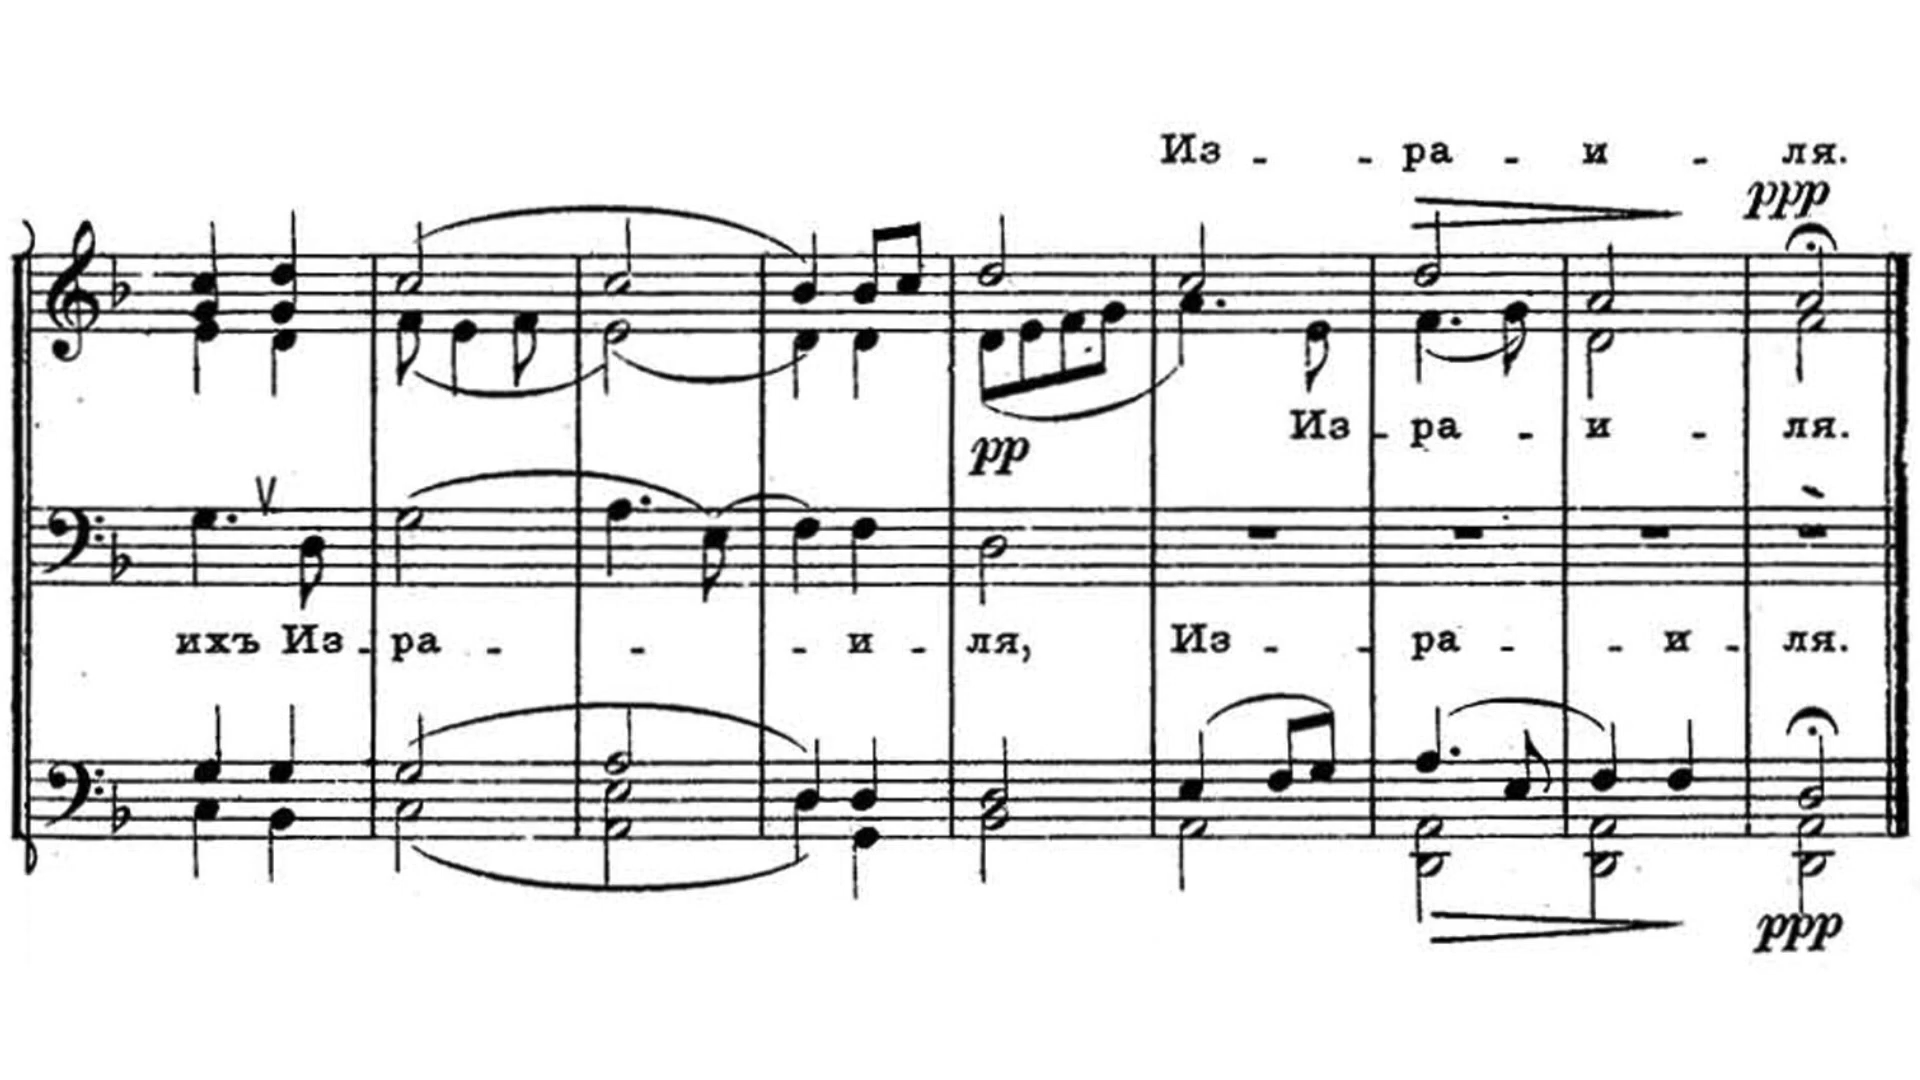 Из - - ра - и - ля.
ppp
Из - ра - и - ля.
pp
ихъ Из - ра - - - и - ля, Из - - ра - - и - ля.
ppp